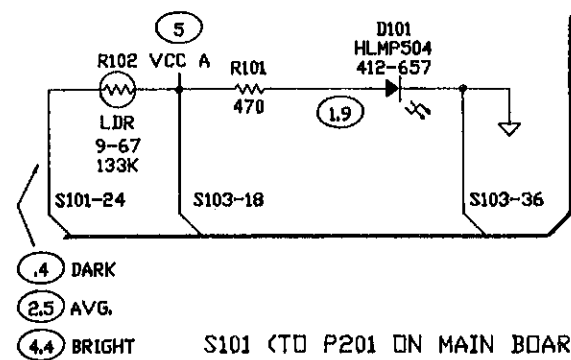 5
D101
HLMP504
412-657
R102 VCC A
R101
470
1.9
LDR
9-67
133K
S101-24
S103-18
S103-36
.4 DARK
2.5 AVG.
4.4 BRIGHT
S101 (TO P201 ON MAIN BOAR